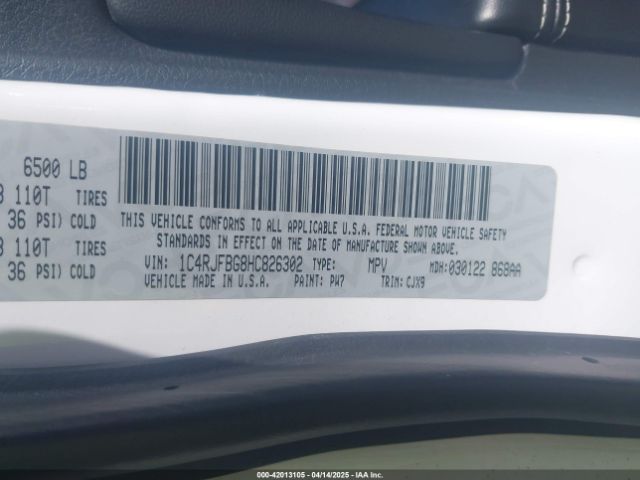 6500 LB
110T TIRES
36 PSI) COLD
110T TIRES
36 PSI) COLD
THIS VEHICLE CONFORMS TO ALL APPLICABLE U.S.A. FEDERAL MOTOR VEHICLE SAFETY
STANDARDS IN EFFECT ON THE DATE OF MANUFACTURE SHOWN ABOVE.
VIN: 1C4RJFBG8HC826302 TYPE: MPV MDH: 030122 868AA
VEHICLE MADE IN U.S.A. PAINT: PW7 TRIM: CJX9
000-42013105 - 04/14/2025 - IAAI.com